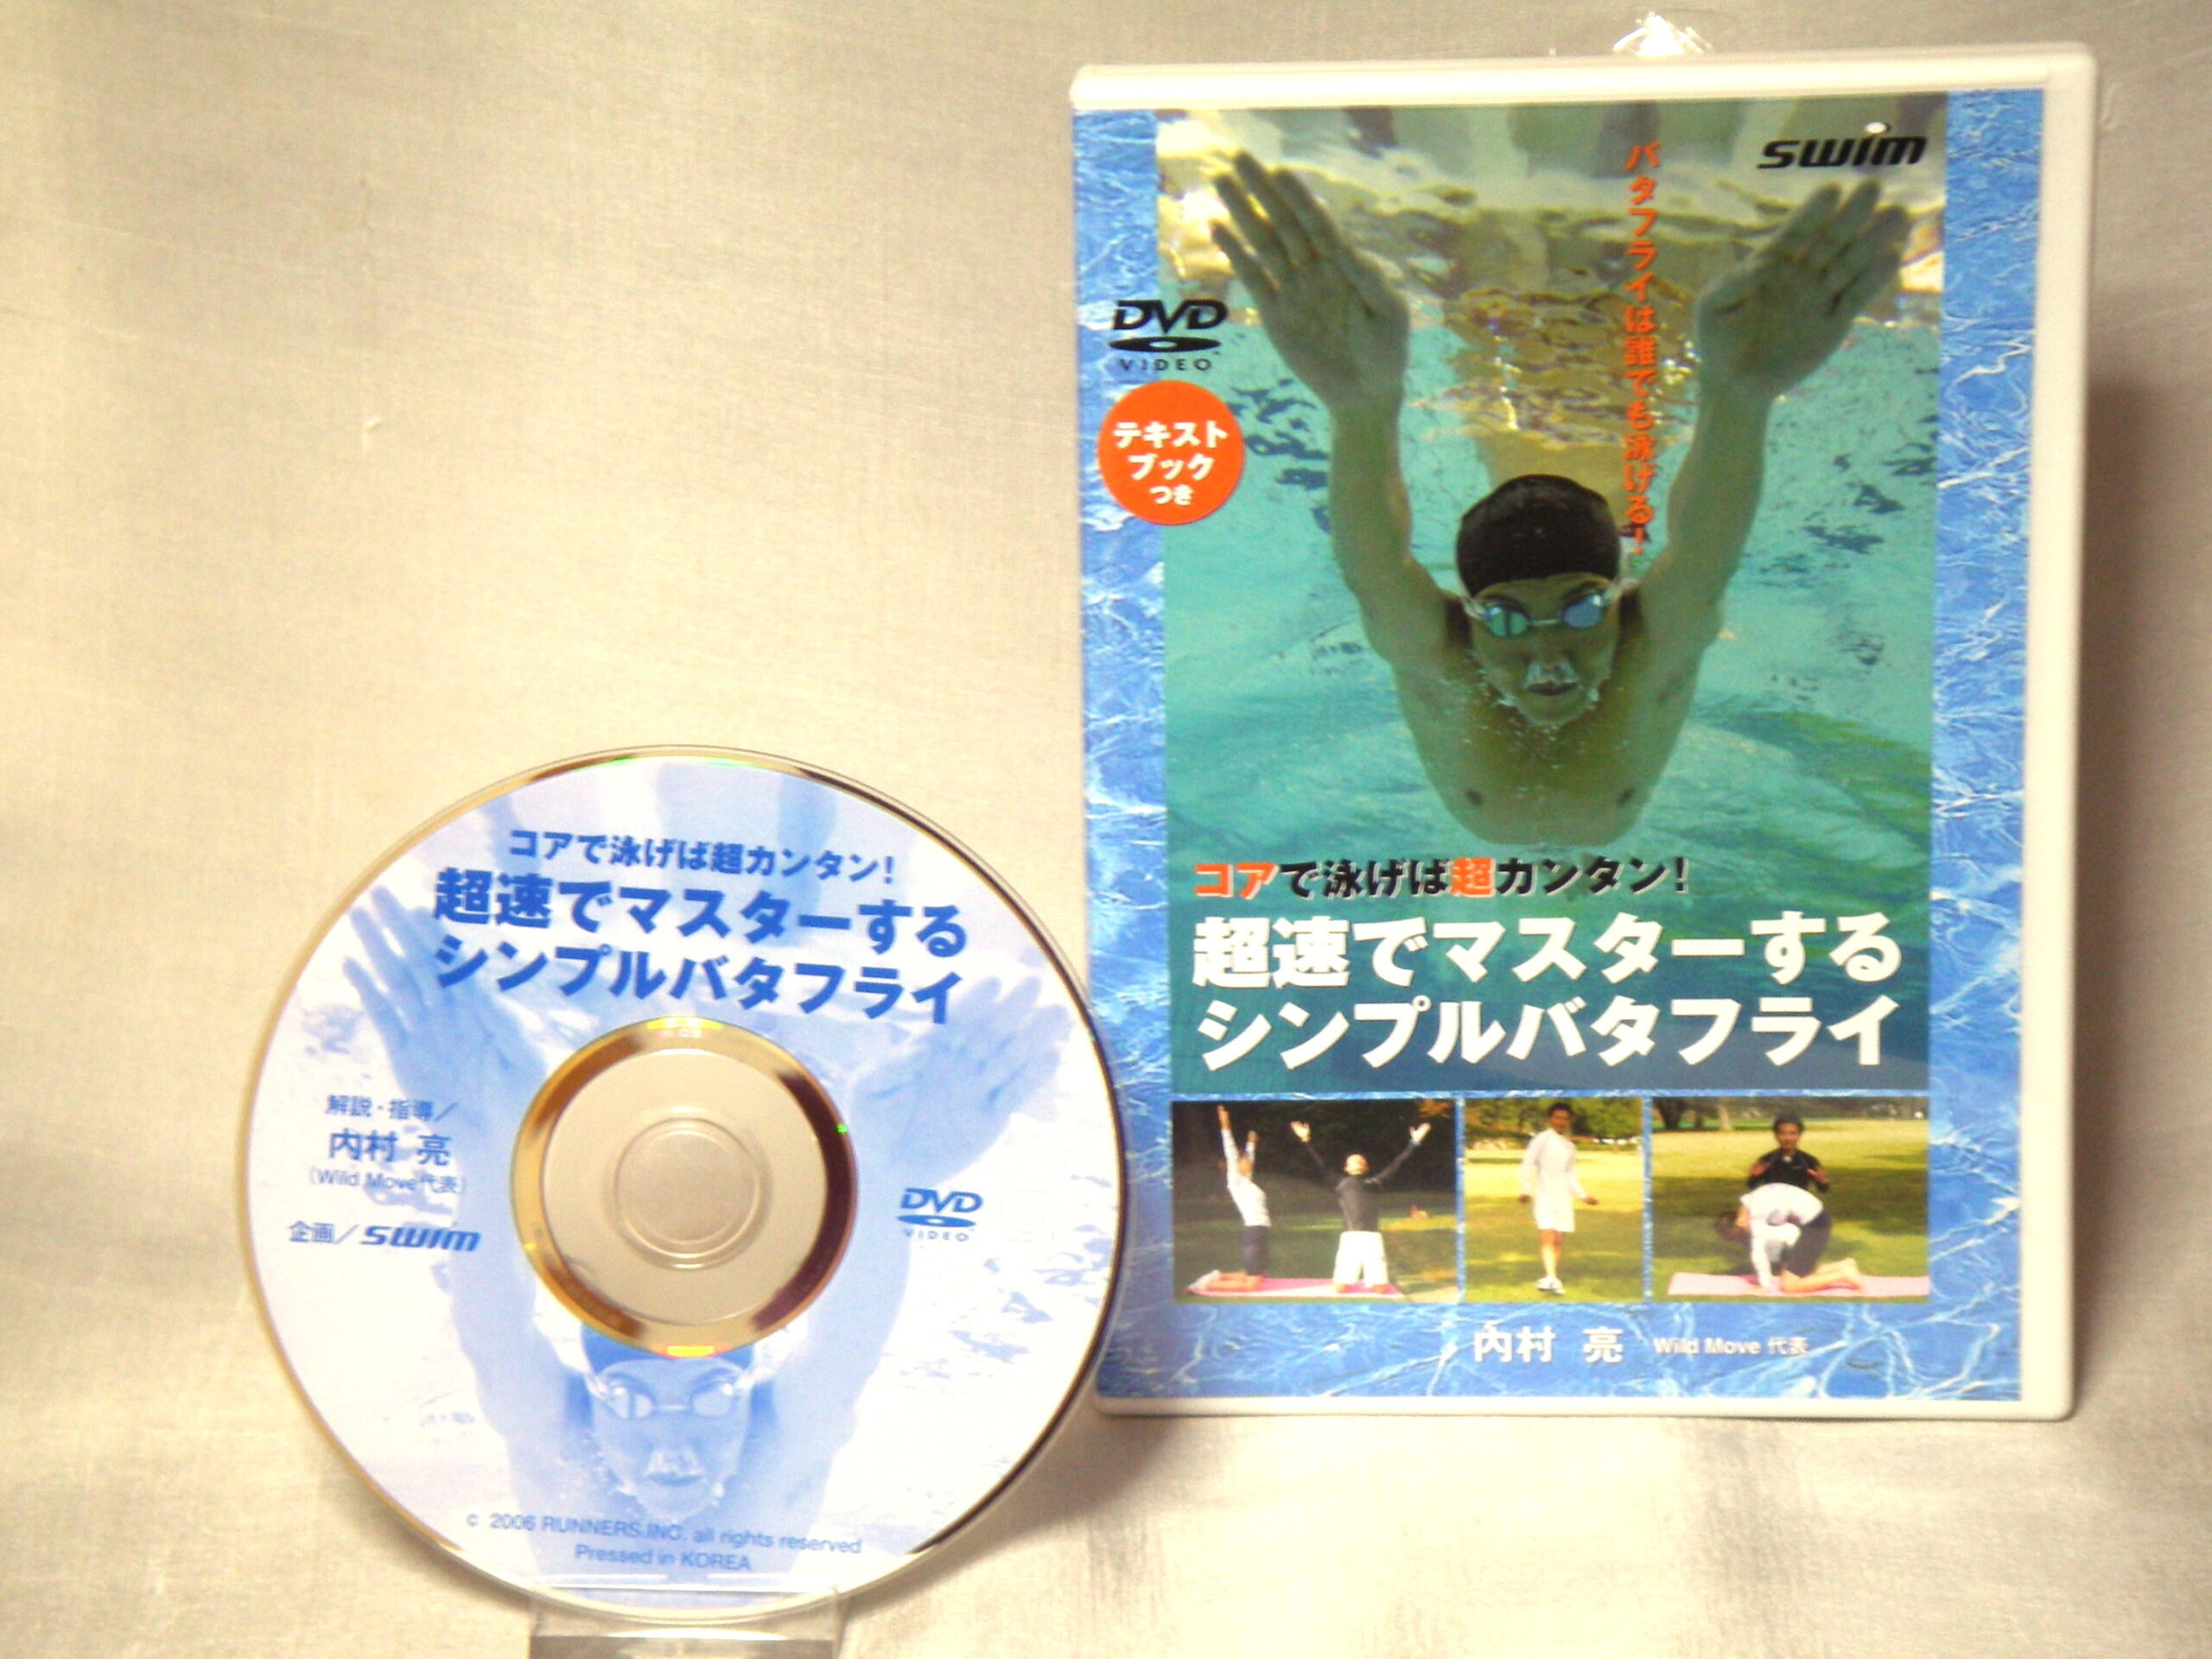 swim
バタフライは誰でも泳げる!
DVD
VIDEO
テキスト
ブック
つき
コアで泳げば超カンタン!
超速でマスターする
シンプルバタフライ
内村 亮 Wild Move 代表
コアで泳げば超カンタン!
超速でマスターする
シンプルバタフライ
解説・指導/
内村 亮
(Wild Move代表)
企画/swim
DVD
VIDEO
c 2006 RUNNERS.INC. all rights reserved
Pressed in KOREA